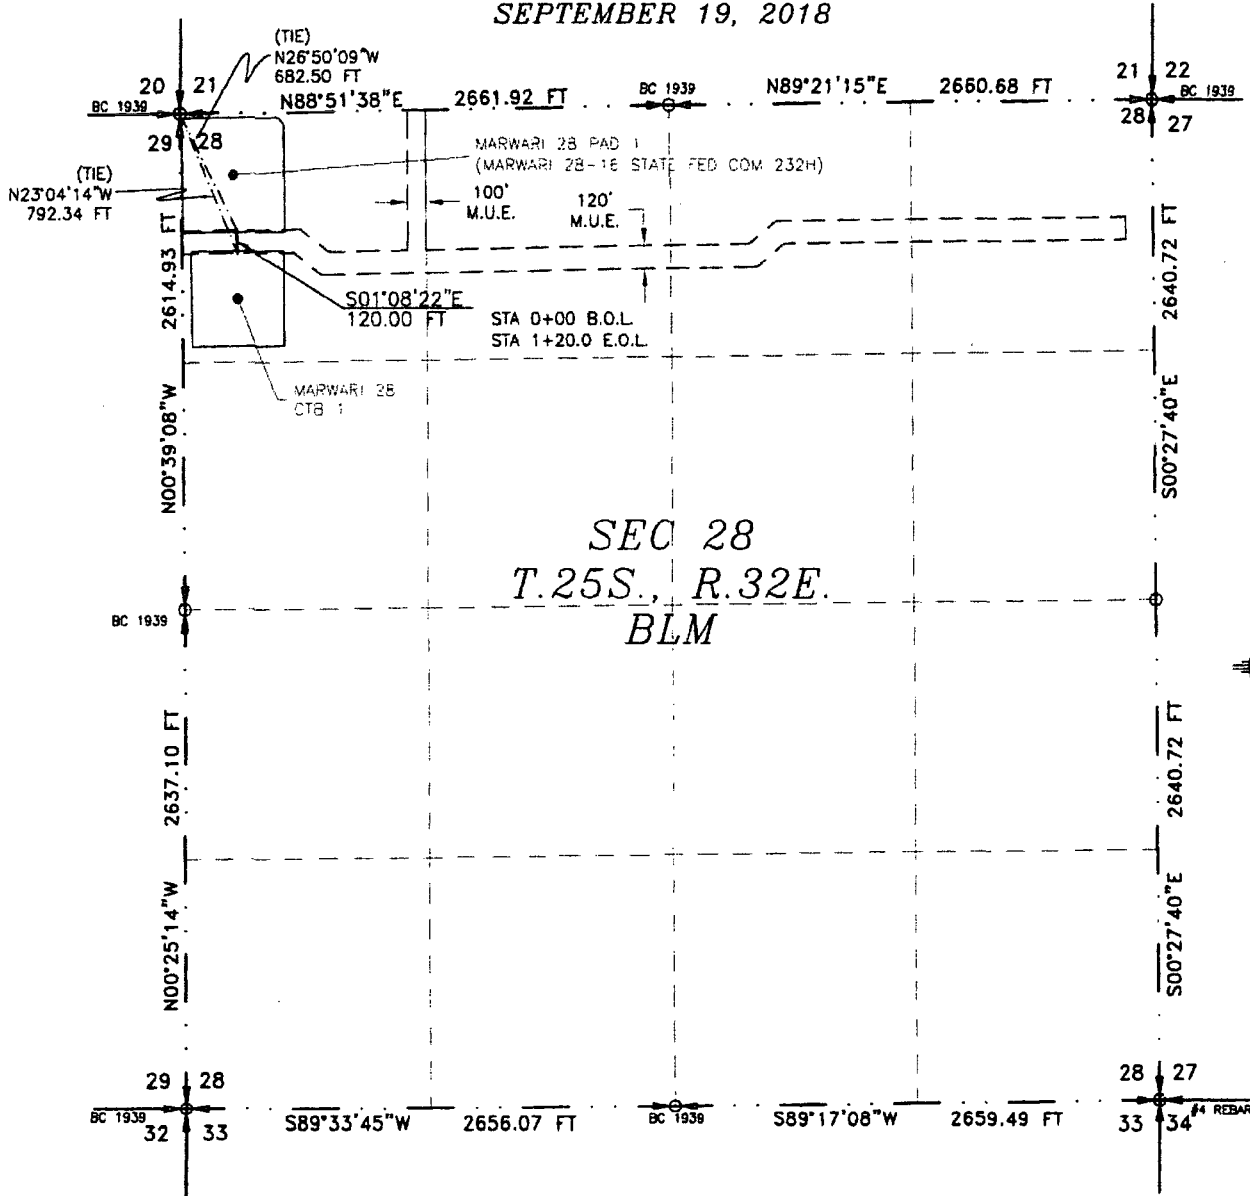 SEPTEMBER 19, 2018
(TIE)
N26°50'09"W
682.50 FT
20 21
BC 1939
N88°51'38"E 2661.92 FT
BC 1939
N89°21'15"E 2660.68 FT
21 22
BC 1939
29 28
28 27
MARWARI 28 PAD 1
(MARWARI 28-16 STATE FED COM 232H)
(TIE)
N23°04'14"W
792.34 FT
100'
M.U.E.
120'
M.U.E.
2614.93 FT
2640.72 FT
S01°08'22"E
120.00 FT
STA 0+00 B.O.L.
STA 1+20.0 E.O.L.
MARWARI 28
CTB 1
N00°39'08"W
S00°27'40"E
SEC 28
T.25S., R.32E.
BLM
BC 1939
2637.10 FT
2640.72 FT
N00°25'14"W
S00°27'40"E
29 28
28 27
BC 1939
S89°33'45"W 2656.07 FT
BC 1939
S89°17'08"W 2659.49 FT
#4 REBAR
32 33
33 34